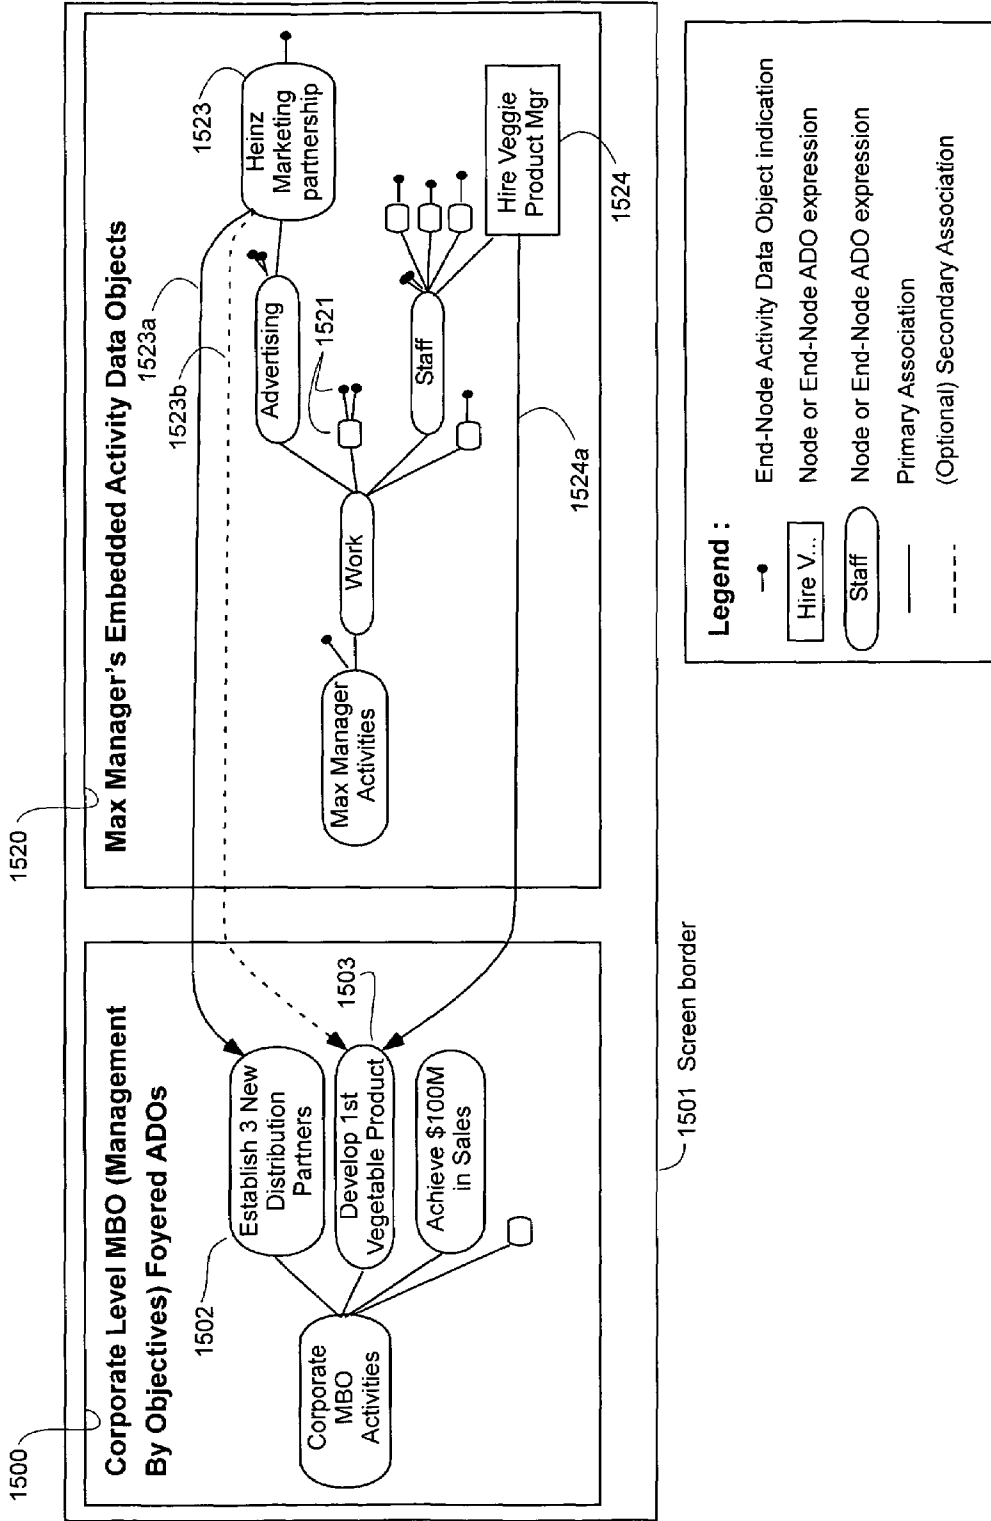 1500
Corporate Level MBO (Management
By Objectives) Foyered ADOs
1502
Corporate
MBO
Activities
Establish 3 New
Distribution
Partners
Develop 1st
Vegetable Product
1503
Achieve $100M
in Sales
1501 Screen border
1520
Max Manager's Embedded Activity Data Objects
1523a
1523b
1523
Heinz
Marketing
partnership
Advertising
1521
Max Manager
Activities
Work
Staff
Hire Veggie
Product Mgr
1524
1524a
Legend :
End-Node Activity Data Object indication
Hire V...
Node or End-Node ADO expression
Staff
Node or End-Node ADO expression
Primary Association
(Optional) Secondary Association